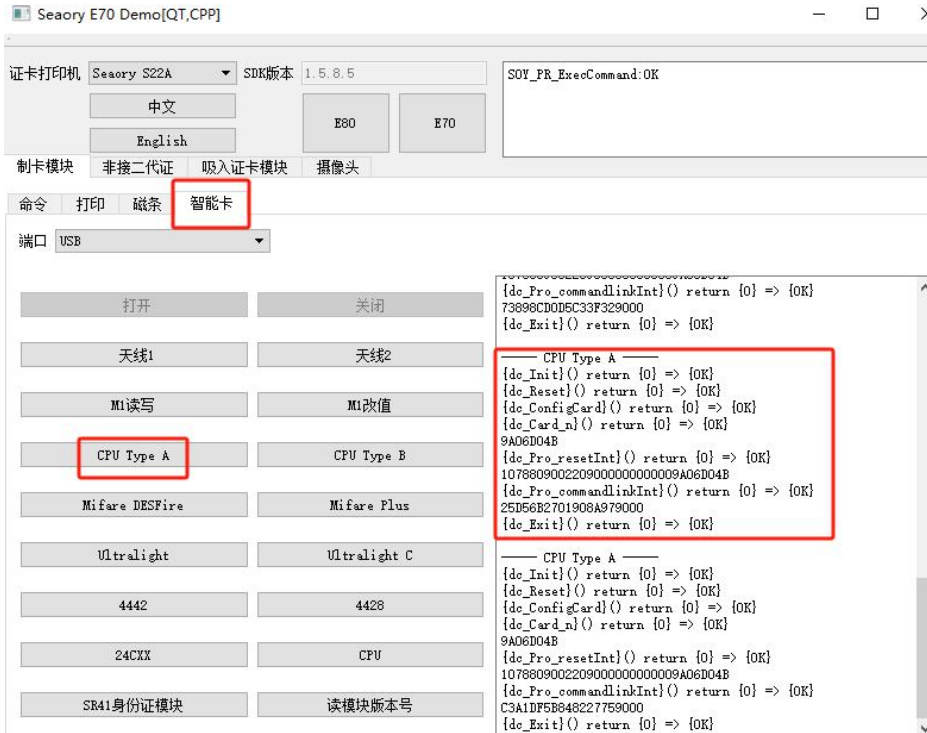 Seaory E70 Demo[QT,CPP]
证卡打印机 Seaory S22A SDK版本 1.5.8.5
中文
English
E80 E70
SOY_PR_ExecCommand:OK
制卡模块 非接二代证 吸入证卡模块 摄像头
命令 打印 磁条 智能卡
端口 USB
打开 关闭
天线1 天线2
M1读写 M1改值
CPU Type A CPU Type B
Mifare DESFire Mifare Plus
Ultralight Ultralight C
4442 4428
24CXX CPU
SR41身份证模块 读模块版本号
{dc_Pro_commandlinkInt}() return {0} => {OK}
73898CD0D5C33F329000
{dc_Exit}() return {0} => {OK}
—— CPU Type A ——
{dc_Init}() return {0} => {OK}
{dc_Reset}() return {0} => {OK}
{dc_ConfigCard}() return {0} => {OK}
{dc_Card_n}() return {0} => {OK}
9A06D04B
{dc_Pro_resetInt}() return {0} => {OK}
1078809002209000000000009A06D04B
{dc_Pro_commandlinkInt}() return {0} => {OK}
25D56B2701908A979000
{dc_Exit}() return {0} => {OK}
—— CPU Type A ——
{dc_Init}() return {0} => {OK}
{dc_Reset}() return {0} => {OK}
{dc_ConfigCard}() return {0} => {OK}
{dc_Card_n}() return {0} => {OK}
9A06D04B
{dc_Pro_resetInt}() return {0} => {OK}
1078809002209000000000009A06D04B
{dc_Pro_commandlinkInt}() return {0} => {OK}
C3A1DF5B848227759000
{dc_Exit}() return {0} => {OK}